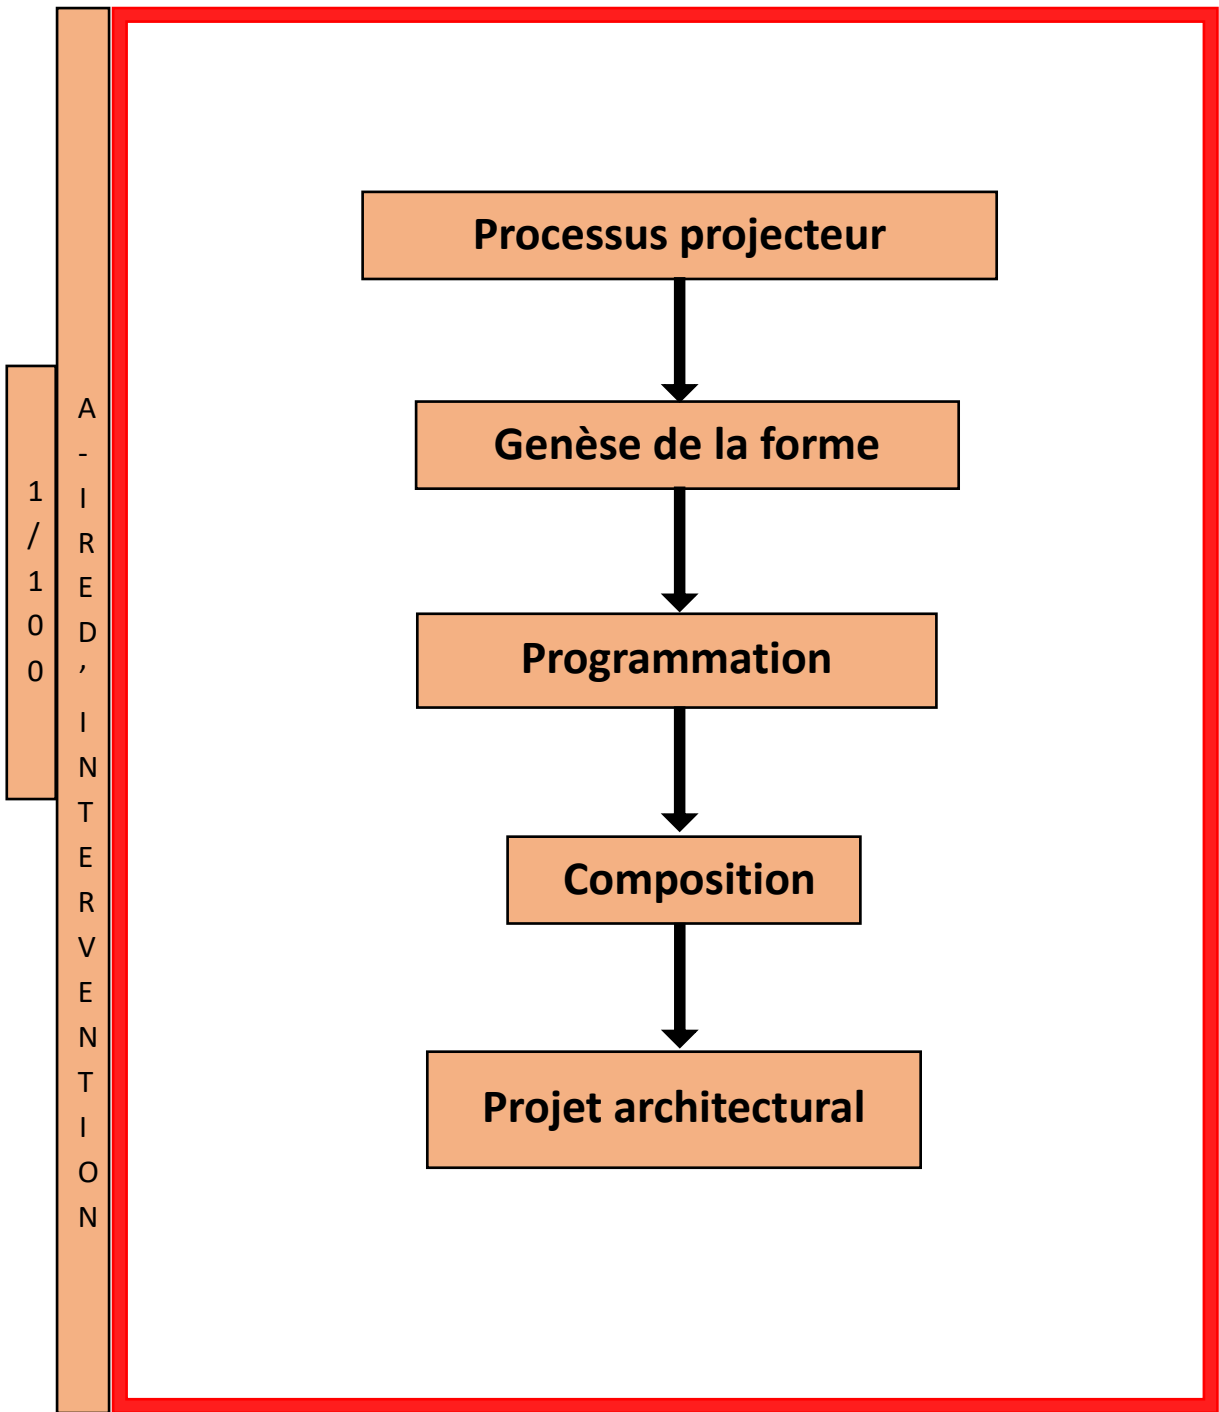 1/100
A-IRED’INTERVENTION
Processus projecteur
Genèse de la forme
Programmation
Composition
Projet architectural